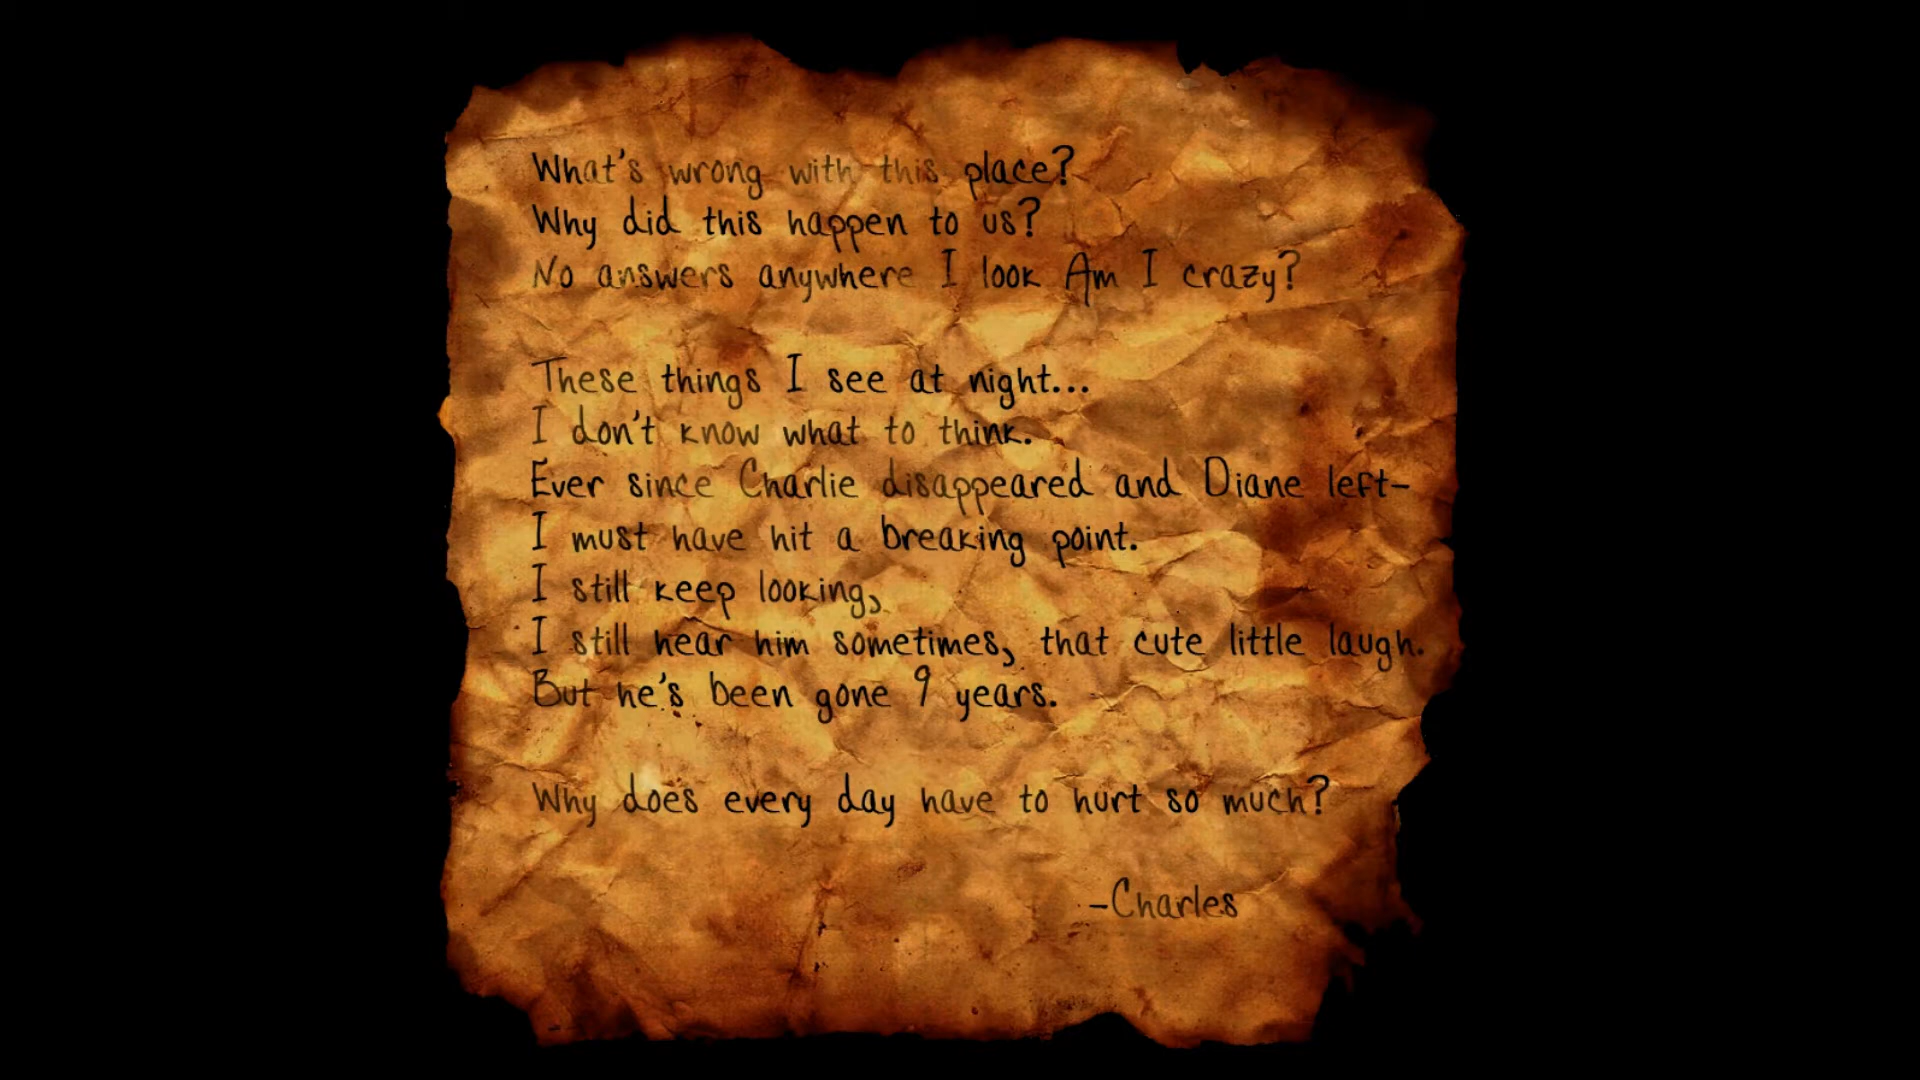 What's wrong with this place?
Why did this happen to us?
No answers anywhere I look Am I crazy?
These things I see at night...
I don't know what to think.
Ever since Charlie disappeared and Diane left-
I must have hit a breaking point.
I still keep looking,
I still hear him sometimes, that cute little laugh.
But he's been gone 9 years.
Why does every day have to hurt so much?
-Charles